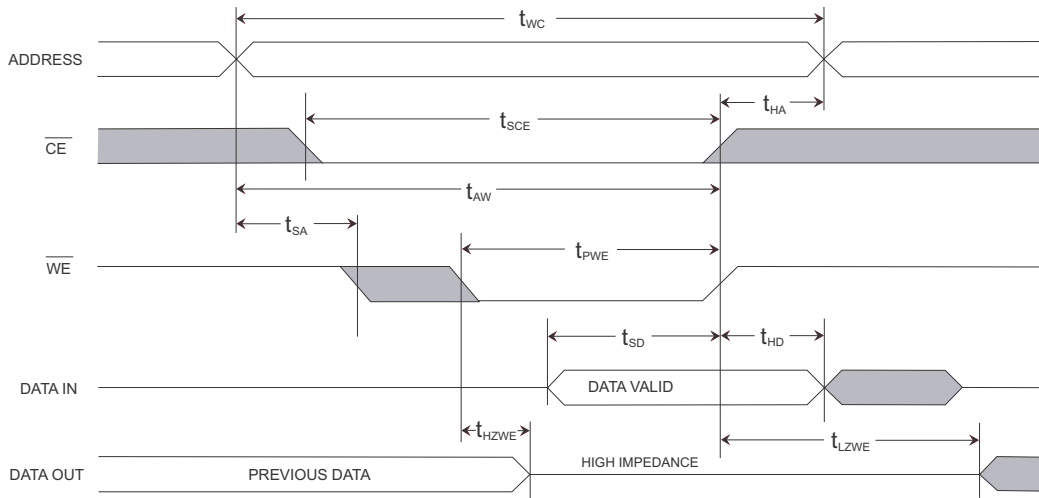 tWC
ADDRESS
tHA
tSCE
CE
tAW
tSA
tPWE
WE
tSD
tHD
DATA IN
DATA VALID
tHZWE
tLZWE
DATA OUT
PREVIOUS DATA
HIGH IMPEDANCE